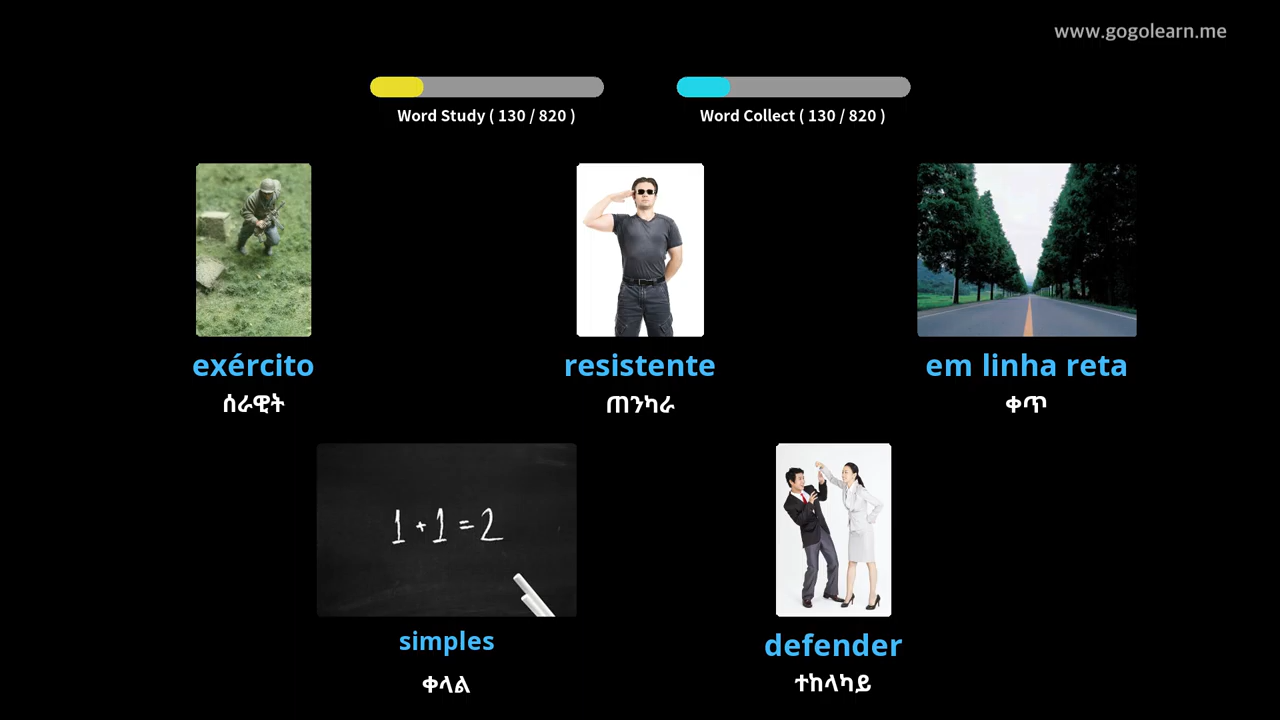 www.gogolearn.me
Word Study ( 130 / 820 )
Word Collect ( 130 / 820 )
exército
ሰራዊት
resistente
ጠንካራ
em linha reta
ቀጥ
1 + 1 = 2
simples
ቀላል
defender
ተከላካይ